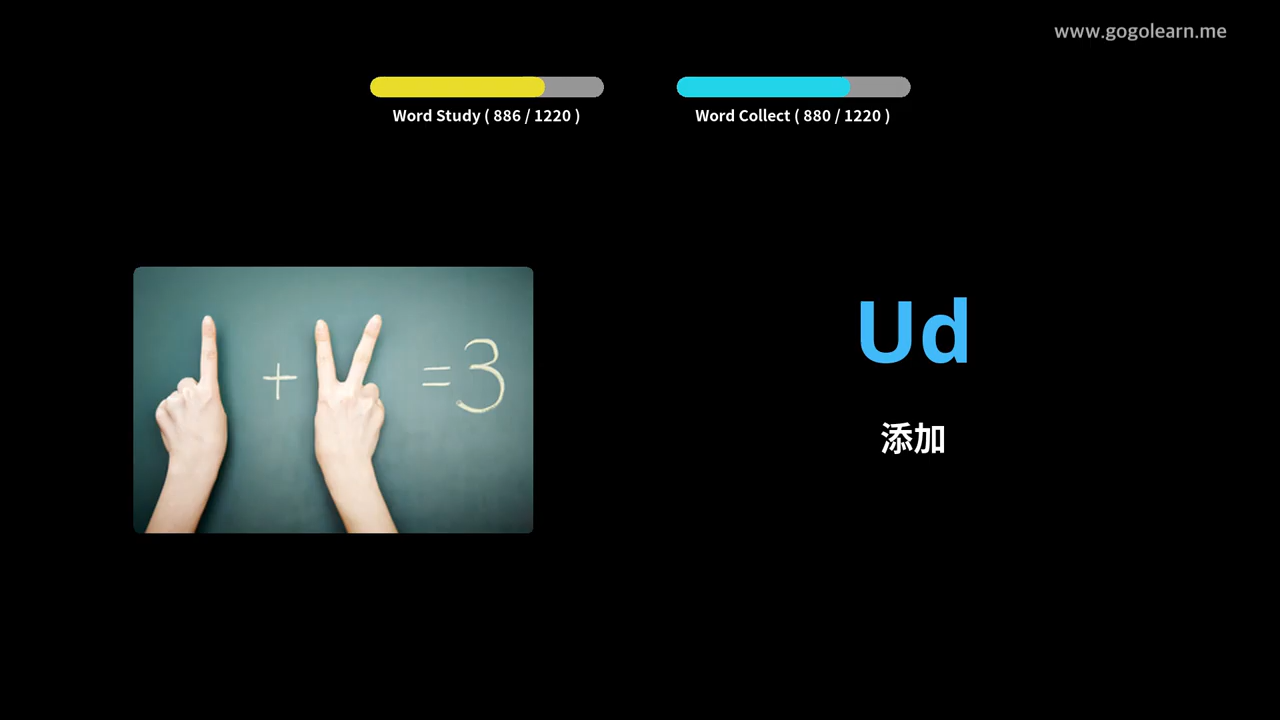 www.gogolearn.me
Word Study ( 886 / 1220 )
Word Collect ( 880 / 1220 )
+ = 3
Ud
添加